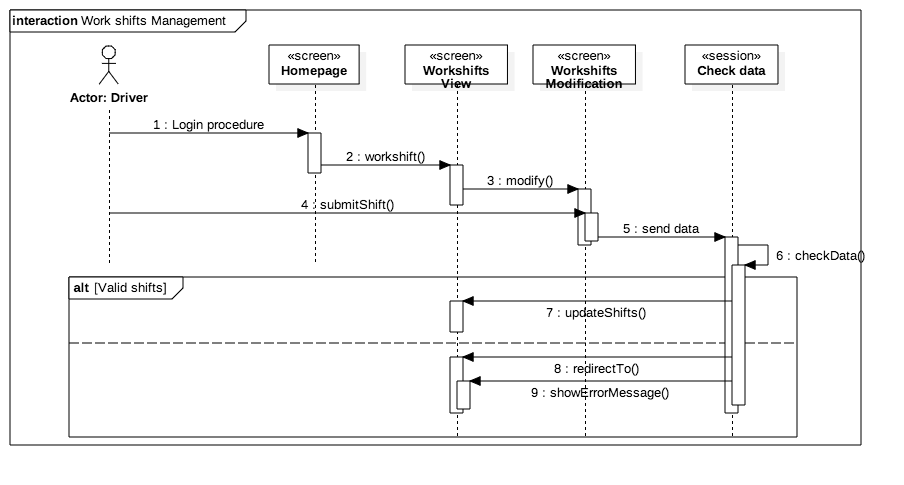 interaction Work shifts Management
«screen»
Homepage
«screen»
Workshifts
View
«screen»
Workshifts
Modification
«session»
Check data
Actor: Driver
1 : Login procedure
2 : workshift()
3 : modify()
4 : submitShift()
5 : send data
6 : checkData()
alt [Valid shifts]
7 : updateShifts()
8 : redirectTo()
9 : showErrorMessage()